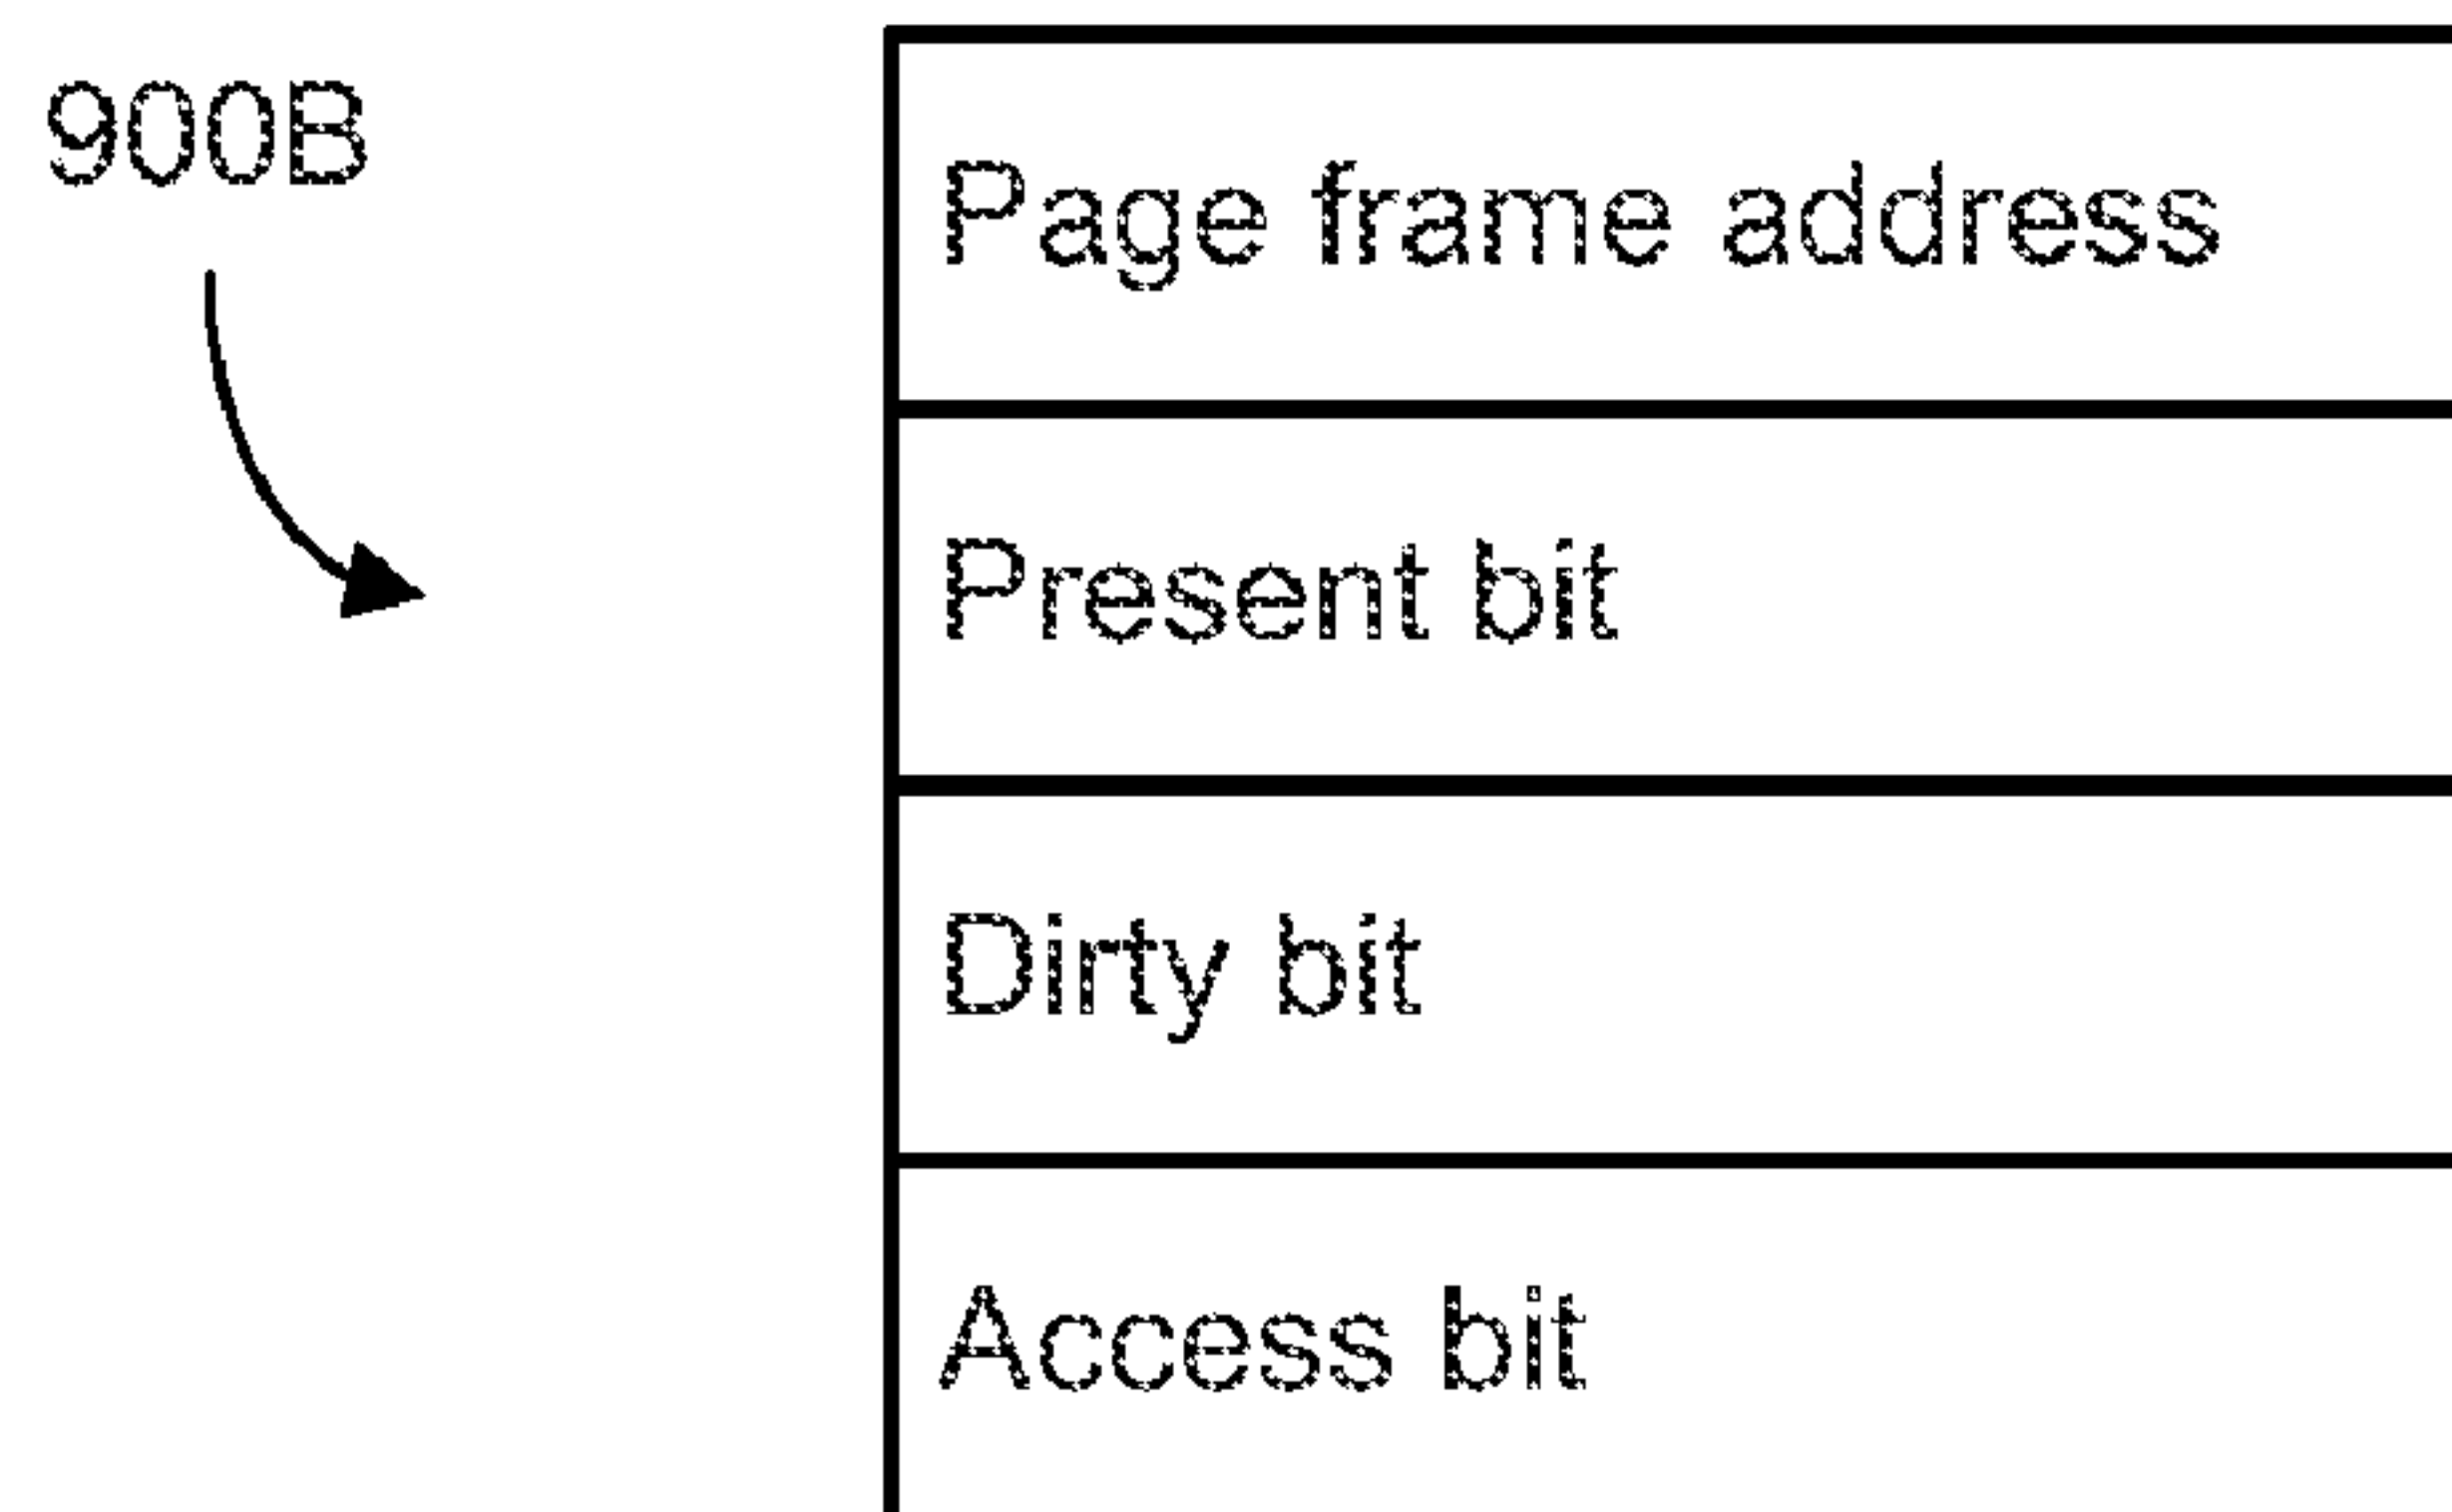 900B
Page frame address
Present bit
Dirty bit
Access bit